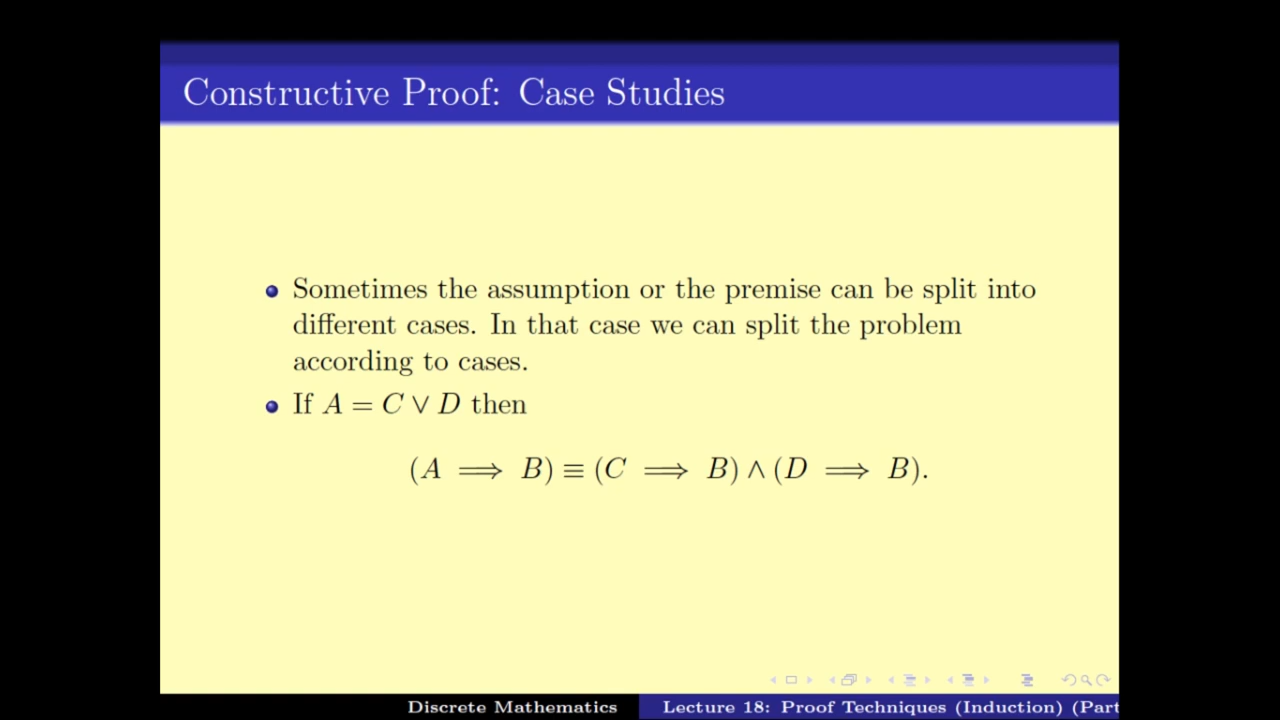 Constructive Proof: Case Studies
Sometimes the assumption or the premise can be split into
different cases. In that case we can split the problem
according to cases.
If A = C ∨ D then
(A ⟹ B) ≡ (C ⟹ B) ∧ (D ⟹ B).
Discrete Mathematics
Lecture 18: Proof Techniques (Induction) (Part